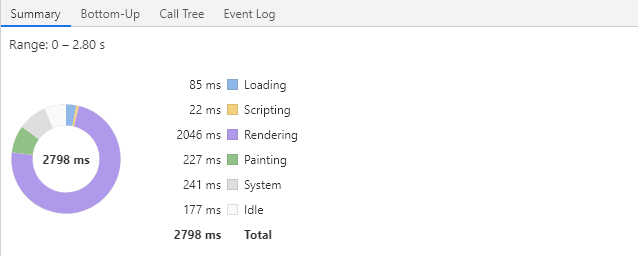 Summary Bottom-Up Call Tree Event Log
Range: 0 – 2.80 s
85 ms Loading
22 ms Scripting
2046 ms Rendering
2798 ms
227 ms Painting
241 ms System
177 ms Idle
2798 ms Total